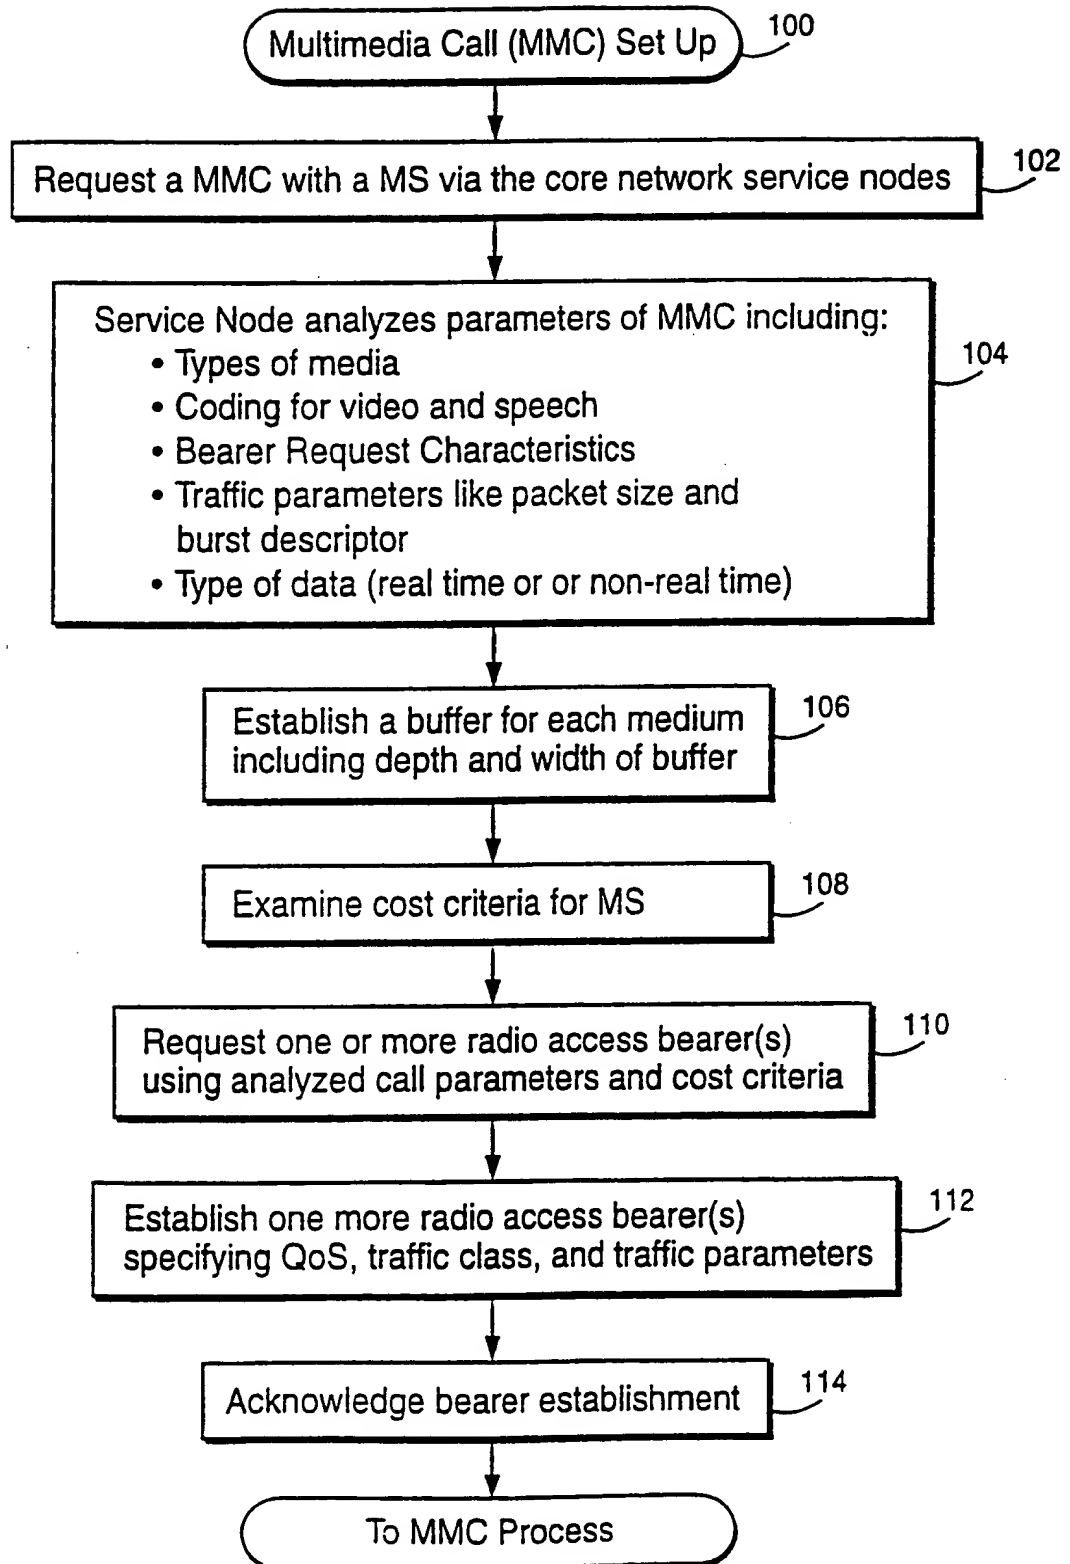 Multimedia Call (MMC) Set Up
100
Request a MMC with a MS via the core network service nodes
102
Service Node analyzes parameters of MMC including:
• Types of media
• Coding for video and speech
• Bearer Request Characteristics
• Traffic parameters like packet size and
burst descriptor
• Type of data (real time or or non-real time)
104
Establish a buffer for each medium
including depth and width of buffer
106
Examine cost criteria for MS
108
Request one or more radio access bearer(s)
using analyzed call parameters and cost criteria
110
Establish one more radio access bearer(s)
specifying QoS, traffic class, and traffic parameters
112
Acknowledge bearer establishment
114
To MMC Process